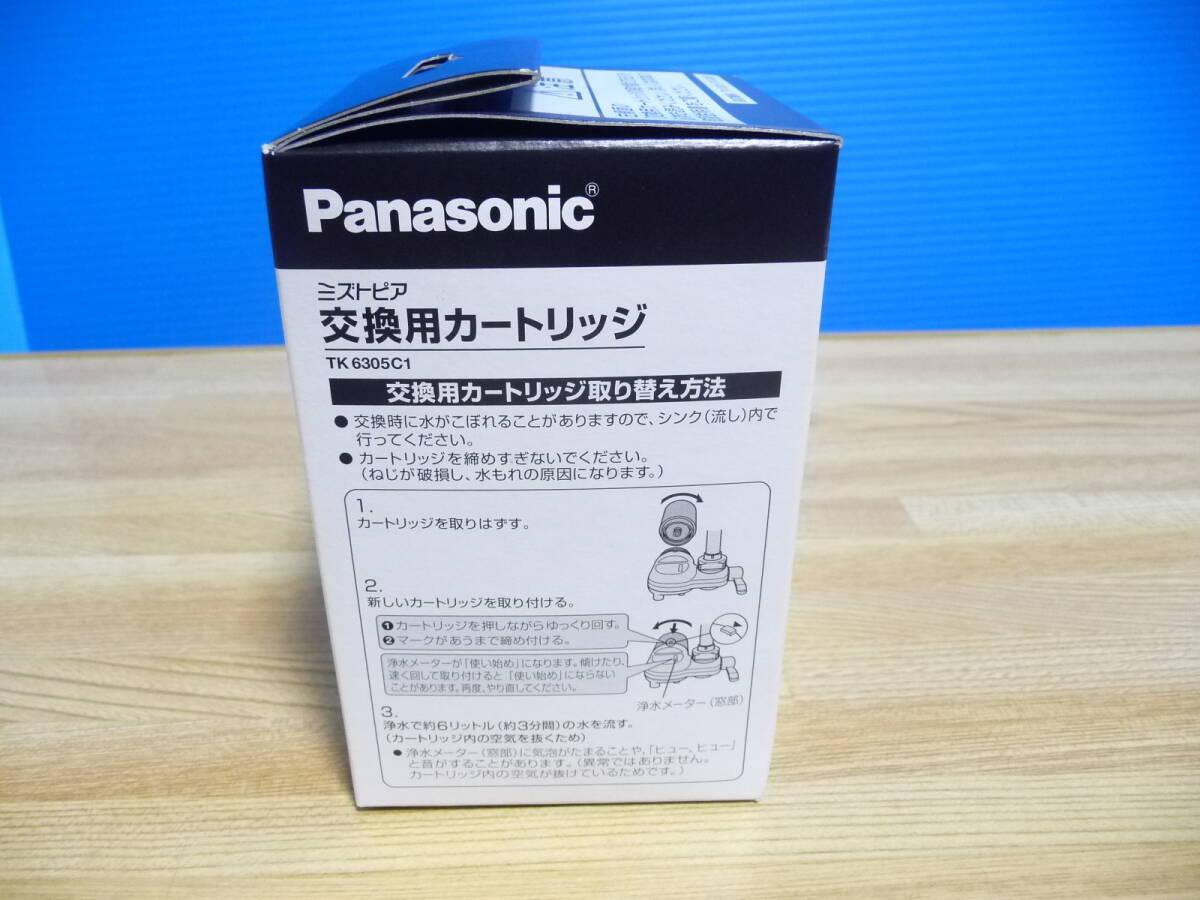 Panasonic®
ミズトピア
交換用カートリッジ
TK6305C1
交換用カートリッジ取り替え方法
● 交換時に水がこぼれることがありますので、シンク(流し)内で
行ってください。
● カートリッジを締めすぎないでください。
(ねじが破損し、水もれの原因になります。)
1.
カートリッジを取りはずす。
2.
新しいカートリッジを取り付ける。
❶カートリッジを押しながらゆっくり回す。
❷マークがあうまで締め付ける。
浄水メーターが「使い始め」になります。傾けたり、
速く回して取り付けると「使い始め」にならない
ことがあります。再度、やり直してください。
浄水メーター(窓部)
3.
浄水で約6リットル(約3分間)の水を流す。
(カートリッジ内の空気を抜くため)
● 浄水メーター(窓部)に気泡がたまることや、「ヒュー、ヒュー」
と音がすることがあります。(異常ではありません。
カートリッジ内の空気が抜けているためです。)